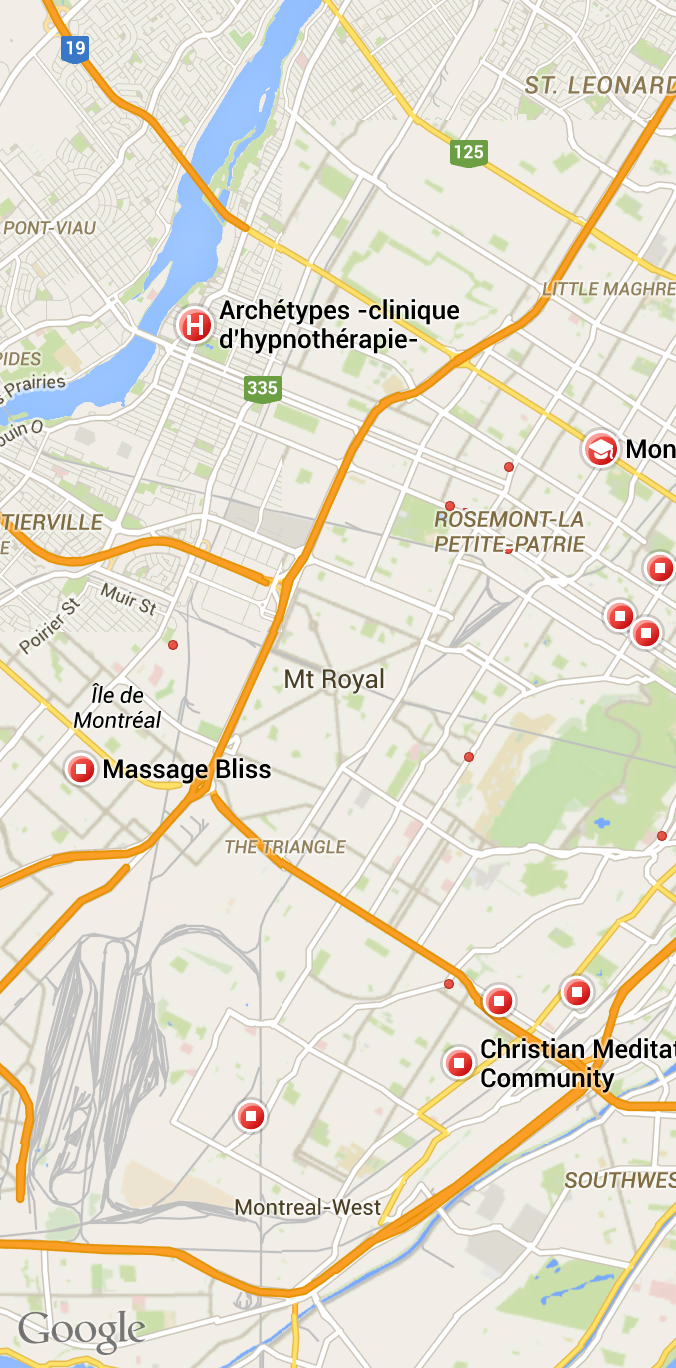 19
ST. LEONARD
125
PONT-VIAU
LITTLE MAGHRE
Archétypes -clinique
d'hypnothérapie-
H
PIDES
s Prairies
335
ouin O
Mon
TIERVILLE
E
ROSEMONT-LA
PETITE-PATRIE
Muir St
Poirier St
Mt Royal
Île de
Montréal
Massage Bliss
THE TRIANGLE
Christian Meditat
Community
SOUTHWES
Montreal-West
Google